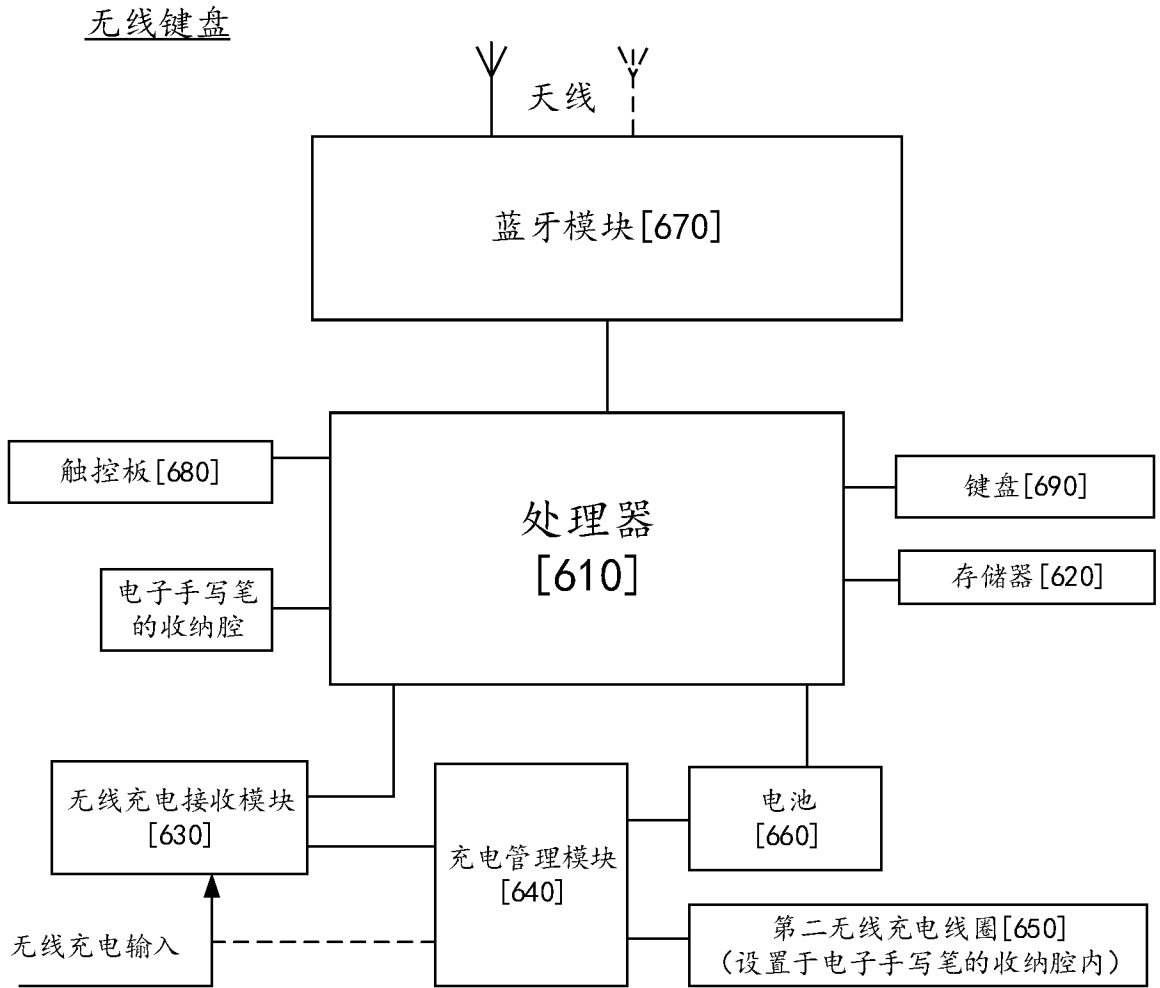 无线键盘
天线
蓝牙模块[670]
触控板[680]
处理器
[610]
键盘[690]
存储器[620]
电子手写笔
的收纳腔
无线充电接收模块
[630]
充电管理模块
[640]
电池
[660]
无线充电输入
第二无线充电线圈[650]
（设置于电子手写笔的收纳腔内）